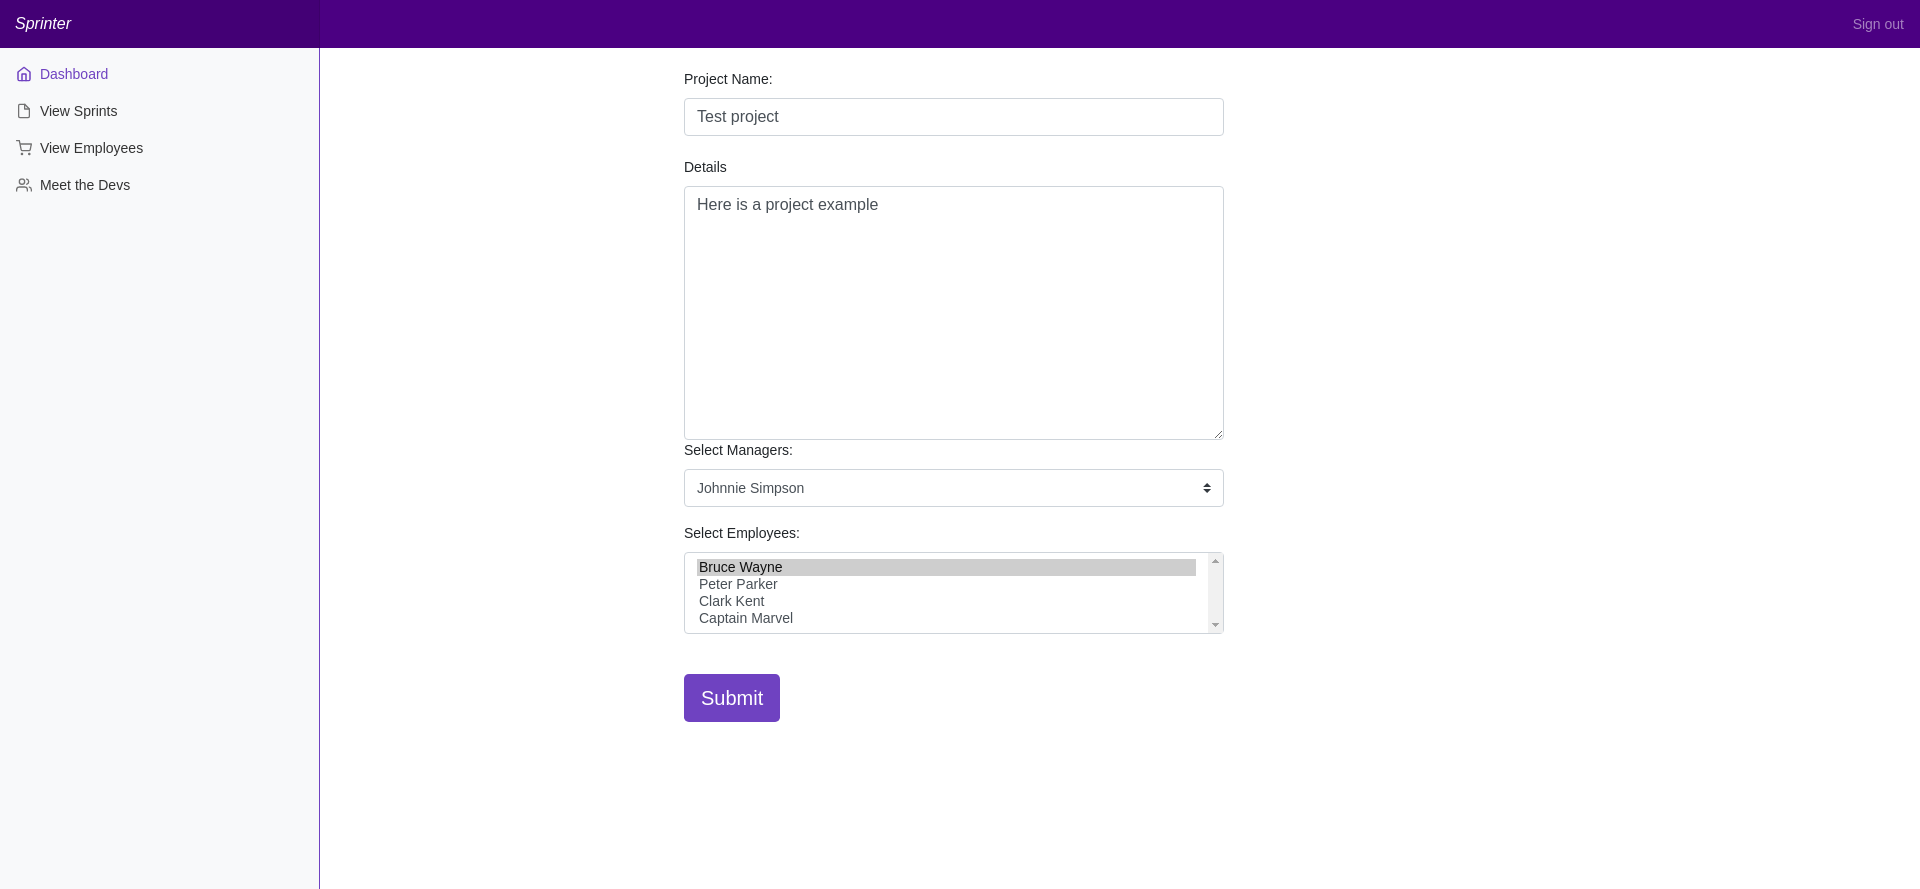 Sprinter
Sign out
Dashboard
View Sprints
View Employees
Meet the Devs
Project Name:
Test project
Details
Here is a project example
Select Managers:
Johnnie Simpson
Select Employees:
Bruce Wayne
Peter Parker
Clark Kent
Captain Marvel
Submit